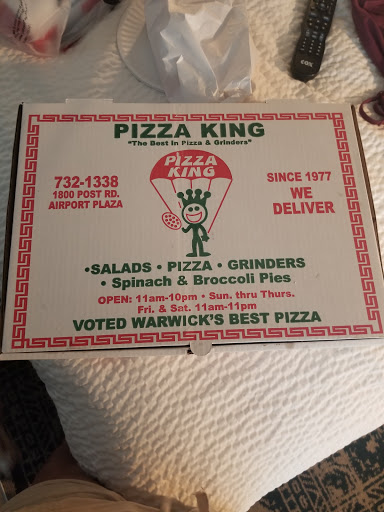 COX
PIZZA KING
"The Best in Pizza & Grinders"
PIZZA
KING
732-1338
1800 POST RD.
AIRPORT PLAZA
SINCE 1977
WE
DELIVER
•SALADS • PIZZA • GRINDERS
• Spinach & Broccoli Pies
OPEN: 11am-10pm • Sun. thru Thurs.
Fri. & Sat. 11am-11pm
VOTED WARWICK'S BEST PIZZA